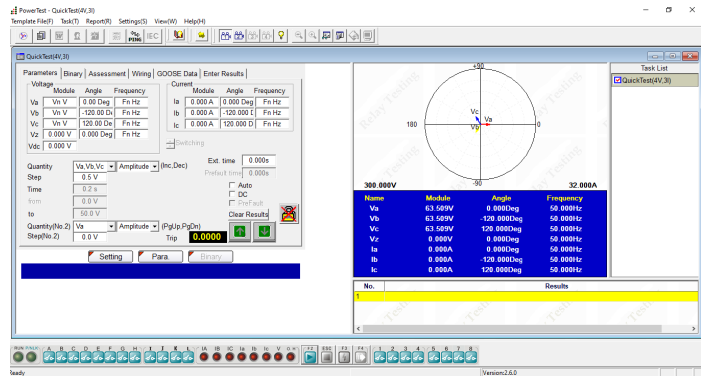 PowerTest - QuickTest(4V,3I)
Template File(F) Task(T) Report(R) Settings(S) View(W) Help(H)
PING IEC
QuickTest(4V,3I)
Parameters Binary Assessment Wiring GOOSE Data Enter Results
Voltage Current
Module Angle Frequency Module Angle Frequency
Va Vn V 0.00 Deg Fn Hz Ia 0.000 A 0.000 Deg Fn Hz
Vb Vn V -120.00 De Fn Hz Ib 0.000 A -120.000 D Fn Hz
Vc Vn V 120.00 De Fn Hz Ic 0.000 A 120.000 D Fn Hz
Vz 0.000 V 0.000 Deg Fn Hz
Vdc 0.000 V
Switching
Quantity Va,Vb,Vc Amplitude (Inc,Dec) Ext. time 0.000s
Step 0.5 V Prefault time 0.000s
Time 0.2 s Auto
DC
from 0.0 V PreFault
to 50.0 V Clear Results
Quantity(No.2) Va Amplitude (PgUp,PgDn)
Step(No.2) 0.0 V Trip 0.0000
Setting Para. Binary
+90
180 0
Vc Va
Vb
-90
300.000V 32.000A
Name Module Angle Frequency
Va 63.509V 0.000Deg 50.000Hz
Vb 63.509V -120.000Deg 50.000Hz
Vc 63.509V 120.000Deg 50.000Hz
Vz 0.000V 0.000Deg 50.000Hz
Ia 0.000A 0.000Deg 50.000Hz
Ib 0.000A -120.000Deg 50.000Hz
Ic 0.000A 120.000Deg 50.000Hz
Task List
QuickTest(4V,3I)
No. Results
1
Relay Testing
A B C D E F G H I J K L IA IB IC Ia Ib Ic V F2 ESC F3 F4 1 2 3 4 5 6 7 8
Ready Version:2.6.0